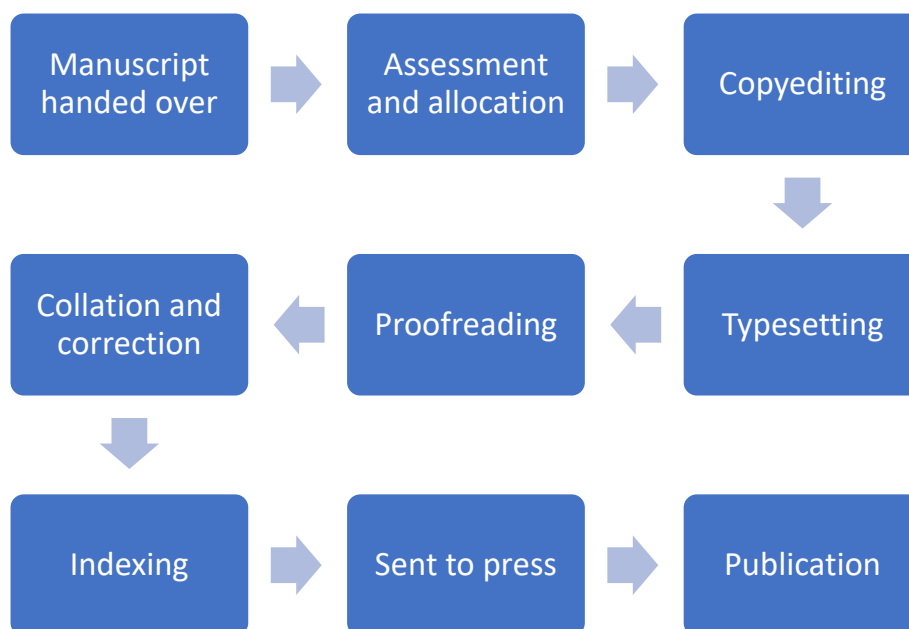 Manuscript
handed over
Assessment
and allocation
Copyediting
Typesetting
Proofreading
Collation and
correction
Indexing
Sent to press
Publication